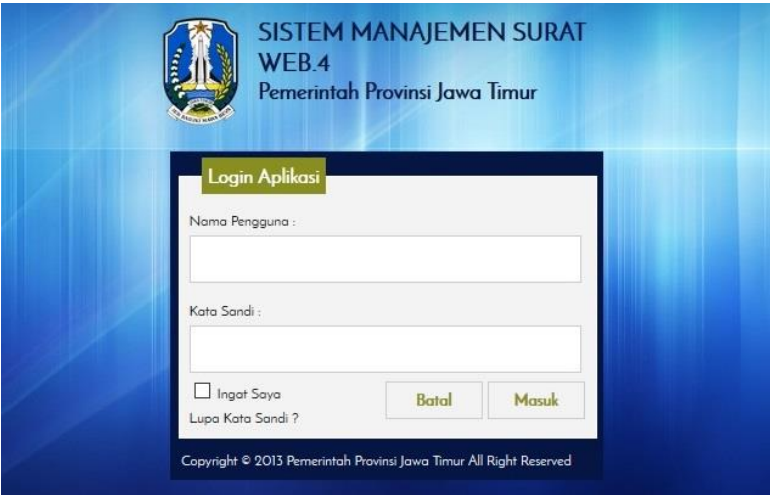 SISTEM MANAJEMEN SURAT
WEB.4
Pemerintah Provinsi Jawa Timur
Login Aplikasi
Nama Pengguna :
Kata Sandi :
Ingat Saya
Batal
Masuk
Lupa Kata Sandi ?
Copyright © 2013 Pemerintah Provinsi Jawa Timur All Right Reserved